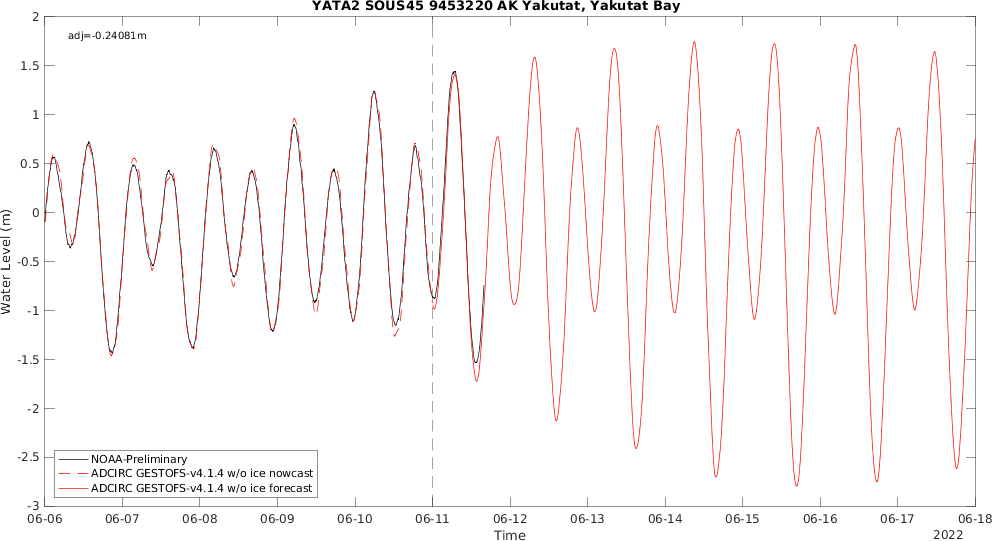 YATA2 SOUS45 9453220 AK Yakutat, Yakutat Bay
adj=-0.24081m
2
1.5
1
0.5
0
-0.5
-1
-1.5
-2
-2.5
-3
Water Level (m)
NOAA-Preliminary
ADCIRC GESTOFS-v4.1.4 w/o ice nowcast
ADCIRC GESTOFS-v4.1.4 w/o ice forecast
06-06 06-07 06-08 06-09 06-10 06-11 06-12 06-13 06-14 06-15 06-16 06-17 06-18
Time
2022